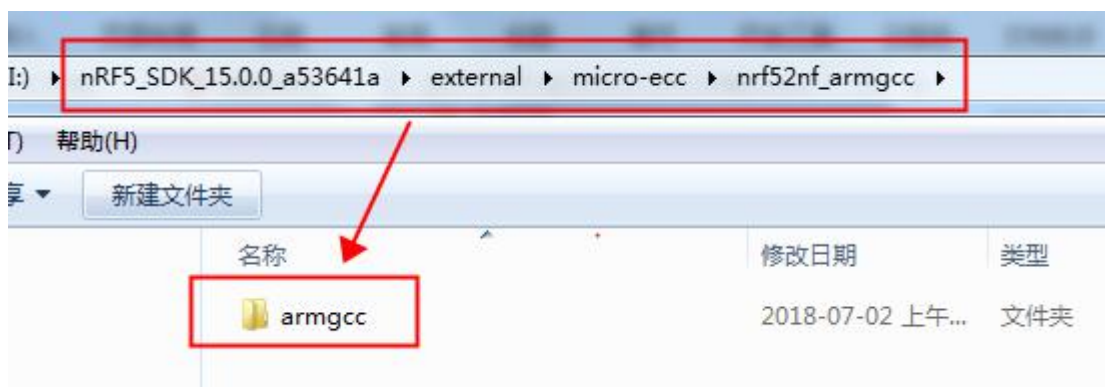 I:) ▸ nRF5_SDK_15.0.0_a53641a ▸ external ▸ micro-ecc ▸ nrf52nf_armgcc ▸
T) 帮助(H)
享 ▾ 新建文件夹
名称 修改日期 类型
armgcc 2018-07-02 上午... 文件夹